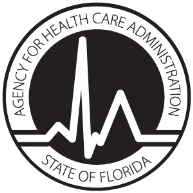 AGENCY FOR HEALTH CARE ADMINISTRATION
STATE OF FLORIDA